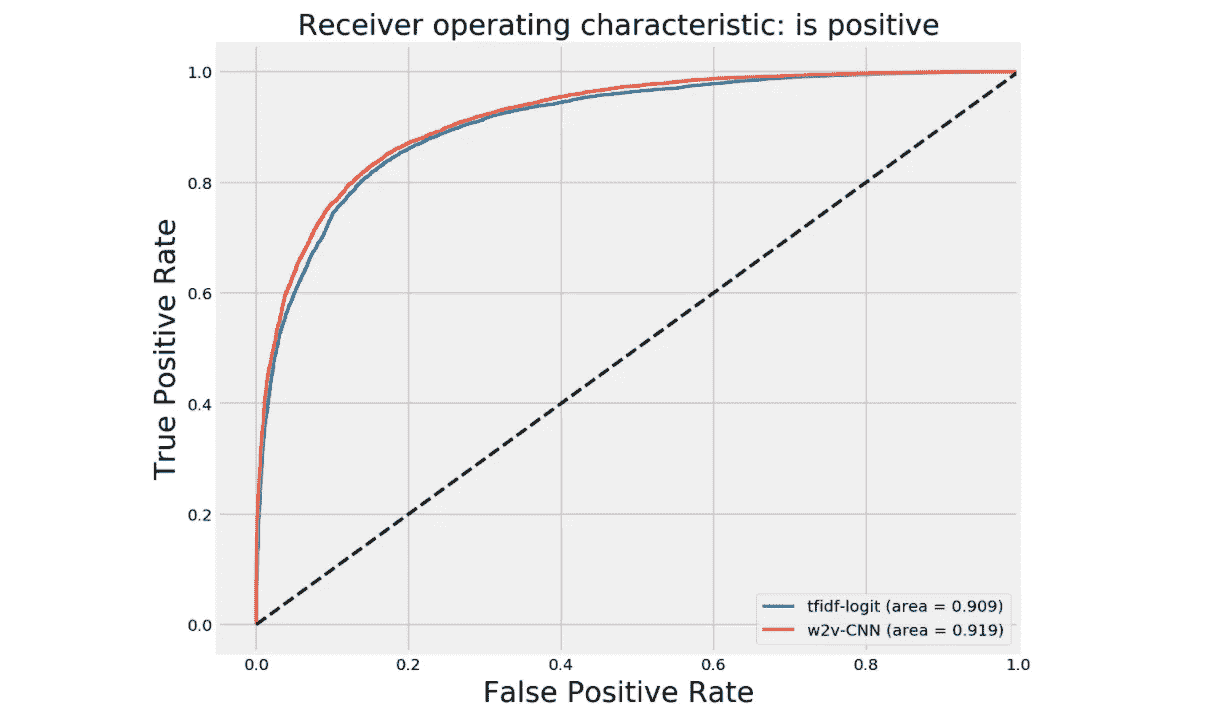 Receiver operating characteristic: is positive
True Positive Rate
1.0
0.8
0.6
0.4
0.2
0.0
tfidf-logit (area = 0.909)
w2v-CNN (area = 0.919)
0.0 0.2 0.4 0.6 0.8 1.0
False Positive Rate